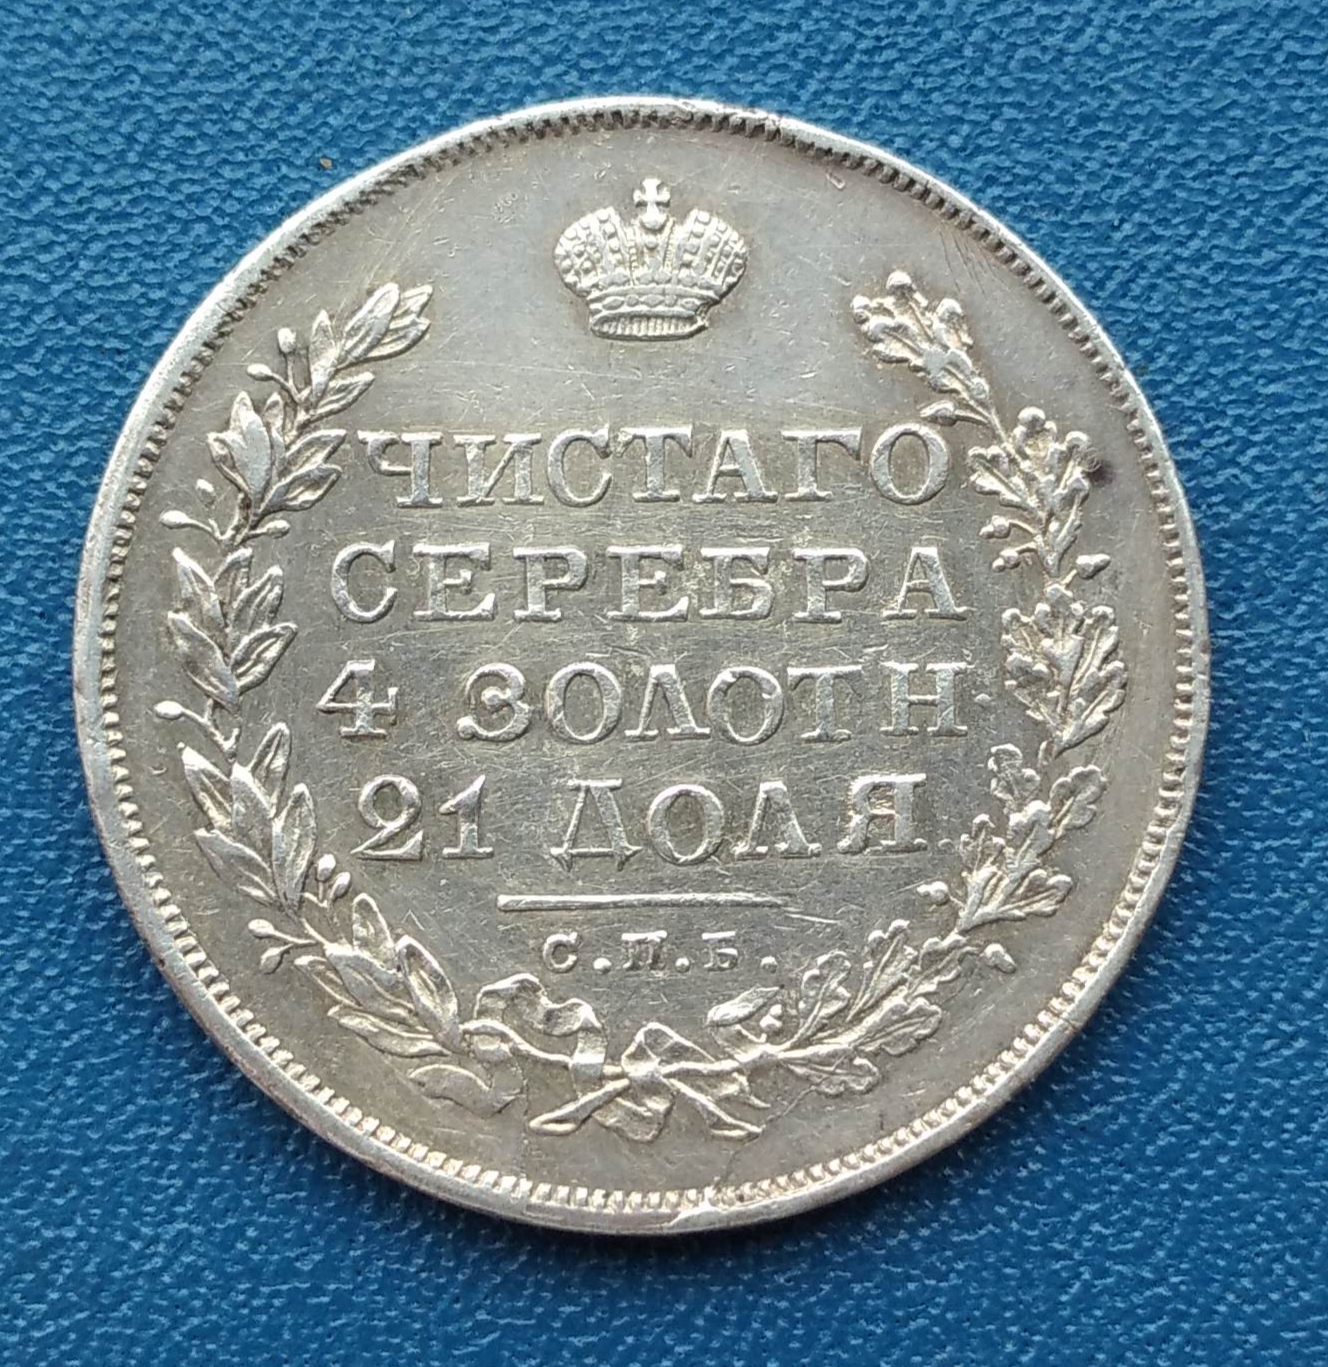 ЧИСТАГО
СЕРЕБРА
4 ЗОЛОТН.
21 ДОЛЯ.
С.П.Б.